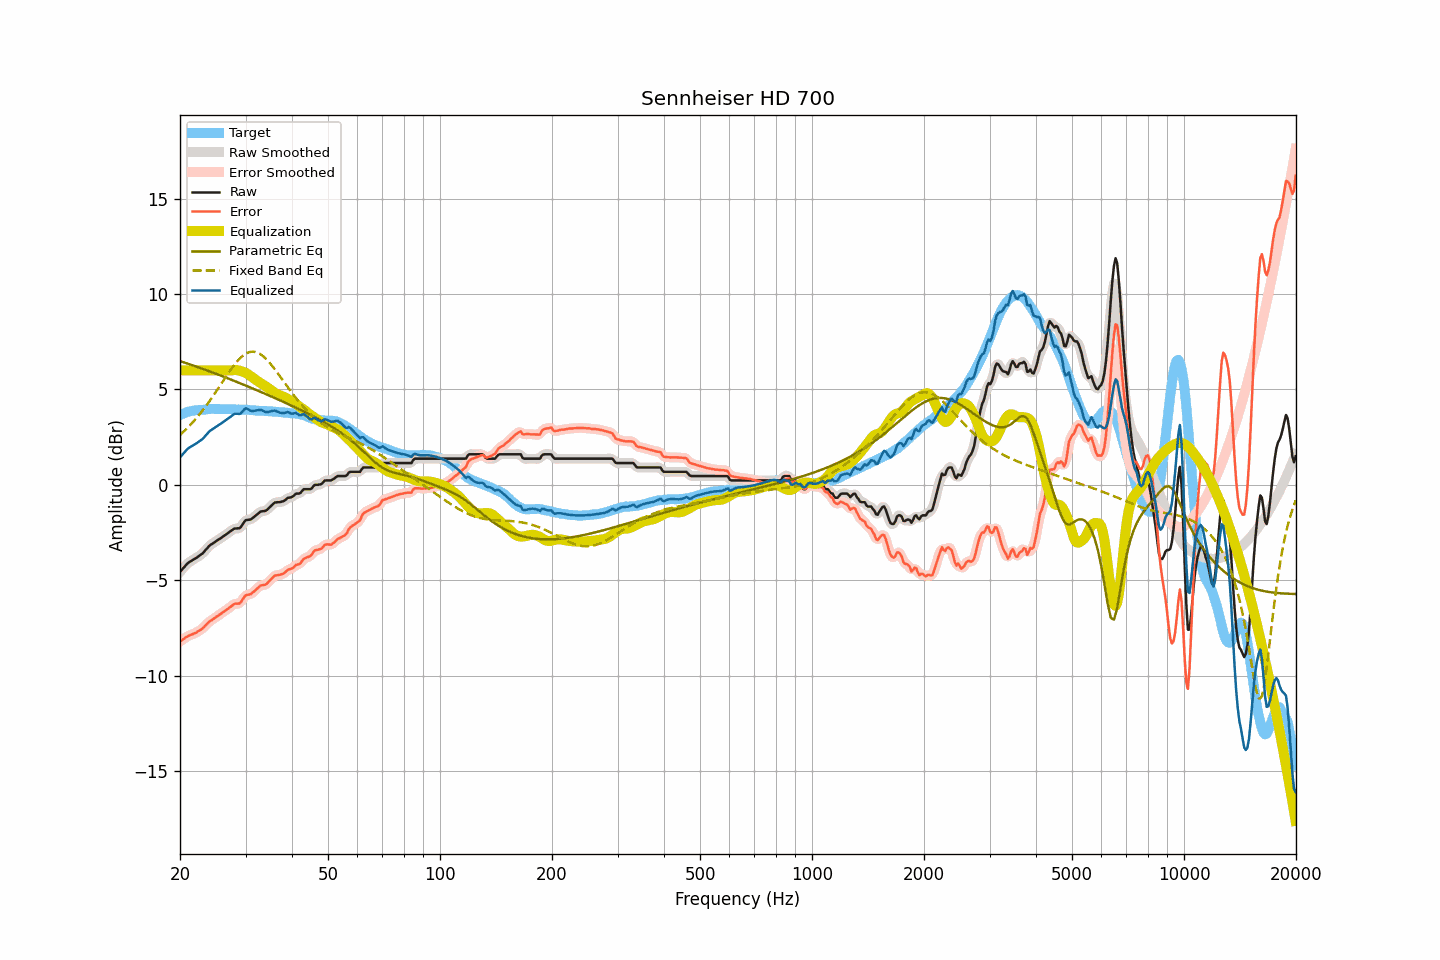 Sennheiser HD 700
Target
Raw Smoothed
Error Smoothed
Raw
Error
Equalization
Parametric Eq
Fixed Band Eq
Equalized
15
10
5
0
−5
−10
−15
Amplitude (dBr)
20
50
100
200
500
1000
2000
5000
10000
20000
Frequency (Hz)